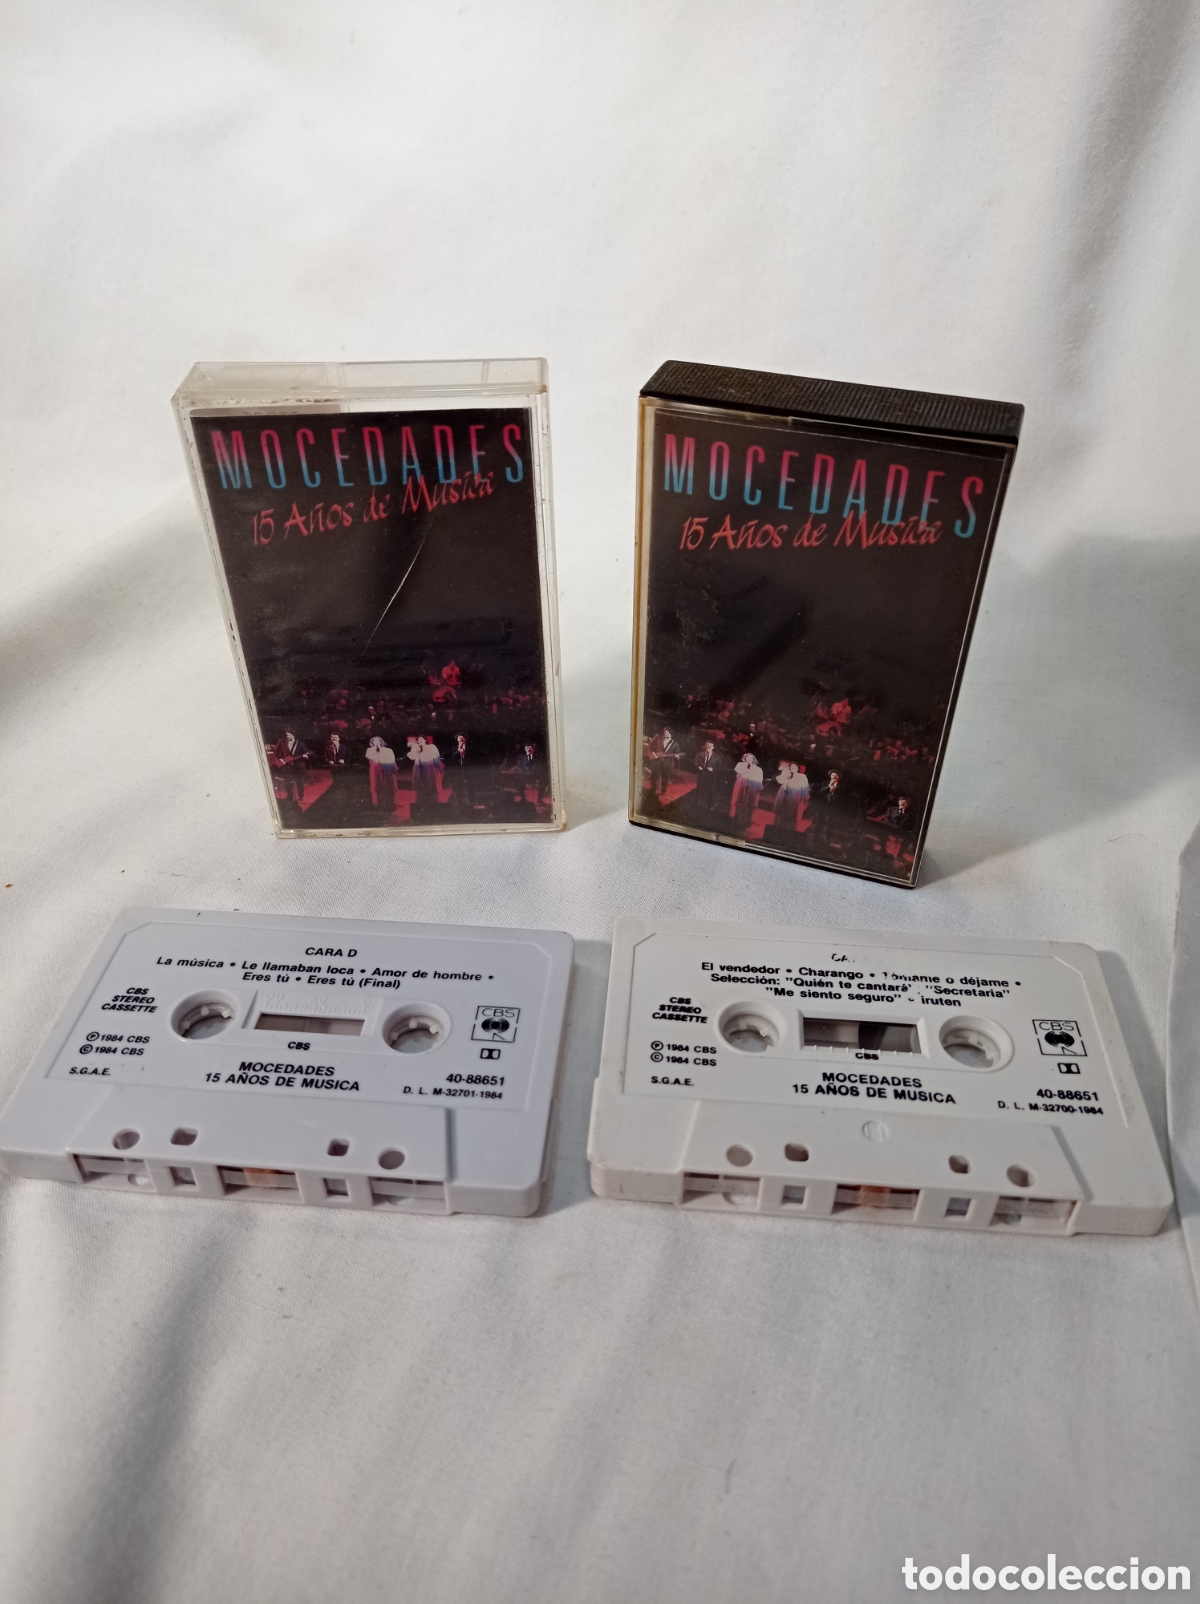 MOCEDADES
15 Años de Musica
MOCEDADES
15 Años de Musica
CARA D
La música • Le llamaban loca • Amor de hombre •
Eres tú • Eres tú (Final)
CBS
STEREO
CASSETTE
CBS
Ⓟ 1984 CBS
© 1984 CBS
CBS
S.G.A.E.
MOCEDADES
15 AÑOS DE MUSICA
40-88651
D. L. M-32701-1984
El vendedor • Charango • Tómame o déjame •
Selección: "Quién te cantará" "Secretaria"
"Me siento seguro"
CBS
STEREO
CASSETTE
CBS
Ⓟ 1984 CBS
© 1984 CBS
CBS
S.G.A.E.
MOCEDADES
15 AÑOS DE MUSICA
40-88651
D. L. M-32700-1984
todocoleccion